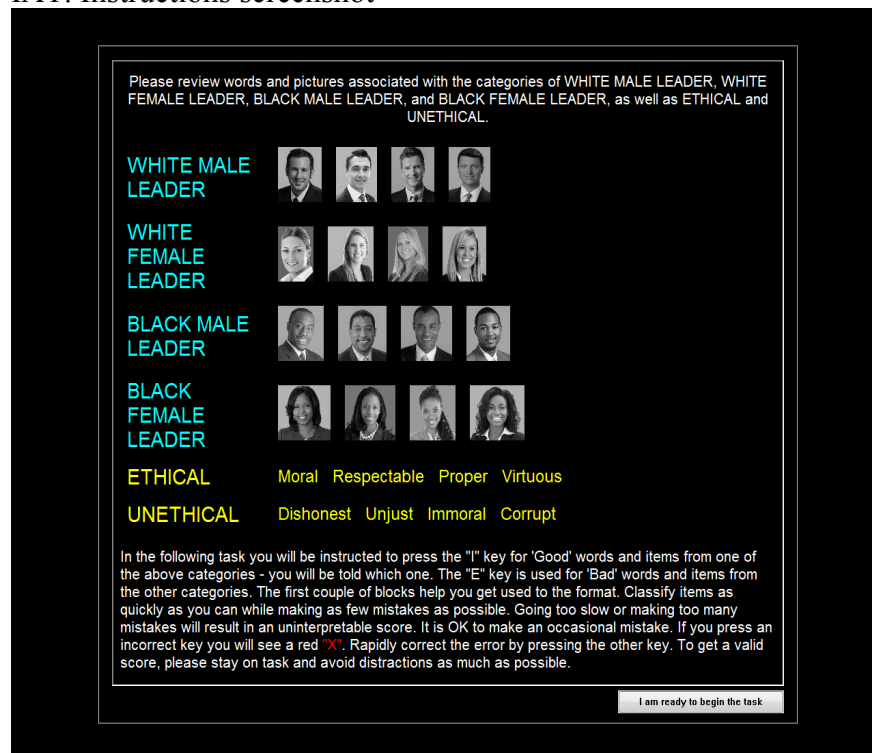 IAT: Instructions screenshot
Please review words and pictures associated with the categories of WHITE MALE LEADER, WHITE
FEMALE LEADER, BLACK MALE LEADER, and BLACK FEMALE LEADER, as well as ETHICAL and
UNETHICAL.
WHITE MALE
LEADER
WHITE
FEMALE
LEADER
BLACK MALE
LEADER
BLACK
FEMALE
LEADER
ETHICAL Moral Respectable Proper Virtuous
UNETHICAL Dishonest Unjust Immoral Corrupt
In the following task you will be instructed to press the "I" key for 'Good' words and items from one of
the above categories - you will be told which one. The "E" key is used for 'Bad' words and items from
the other categories. The first couple of blocks help you get used to the format. Classify items as
quickly as you can while making as few mistakes as possible. Going too slow or making too many
mistakes will result in an uninterpretable score. It is OK to make an occasional mistake. If you press an
incorrect key you will see a red "X". Rapidly correct the error by pressing the other key. To get a valid
score, please stay on task and avoid distractions as much as possible.
I am ready to begin the task